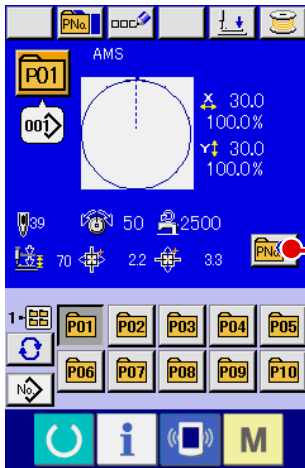 PNo.
AMS
P01
001
X 30.0
100.0%
Y 30.0
100.0%
39 50 2500
70 2.2 3.3
PNo.
1-
P01 P02 P03 P04 P05
No.
P06 P07 P08 P09 P10
i M